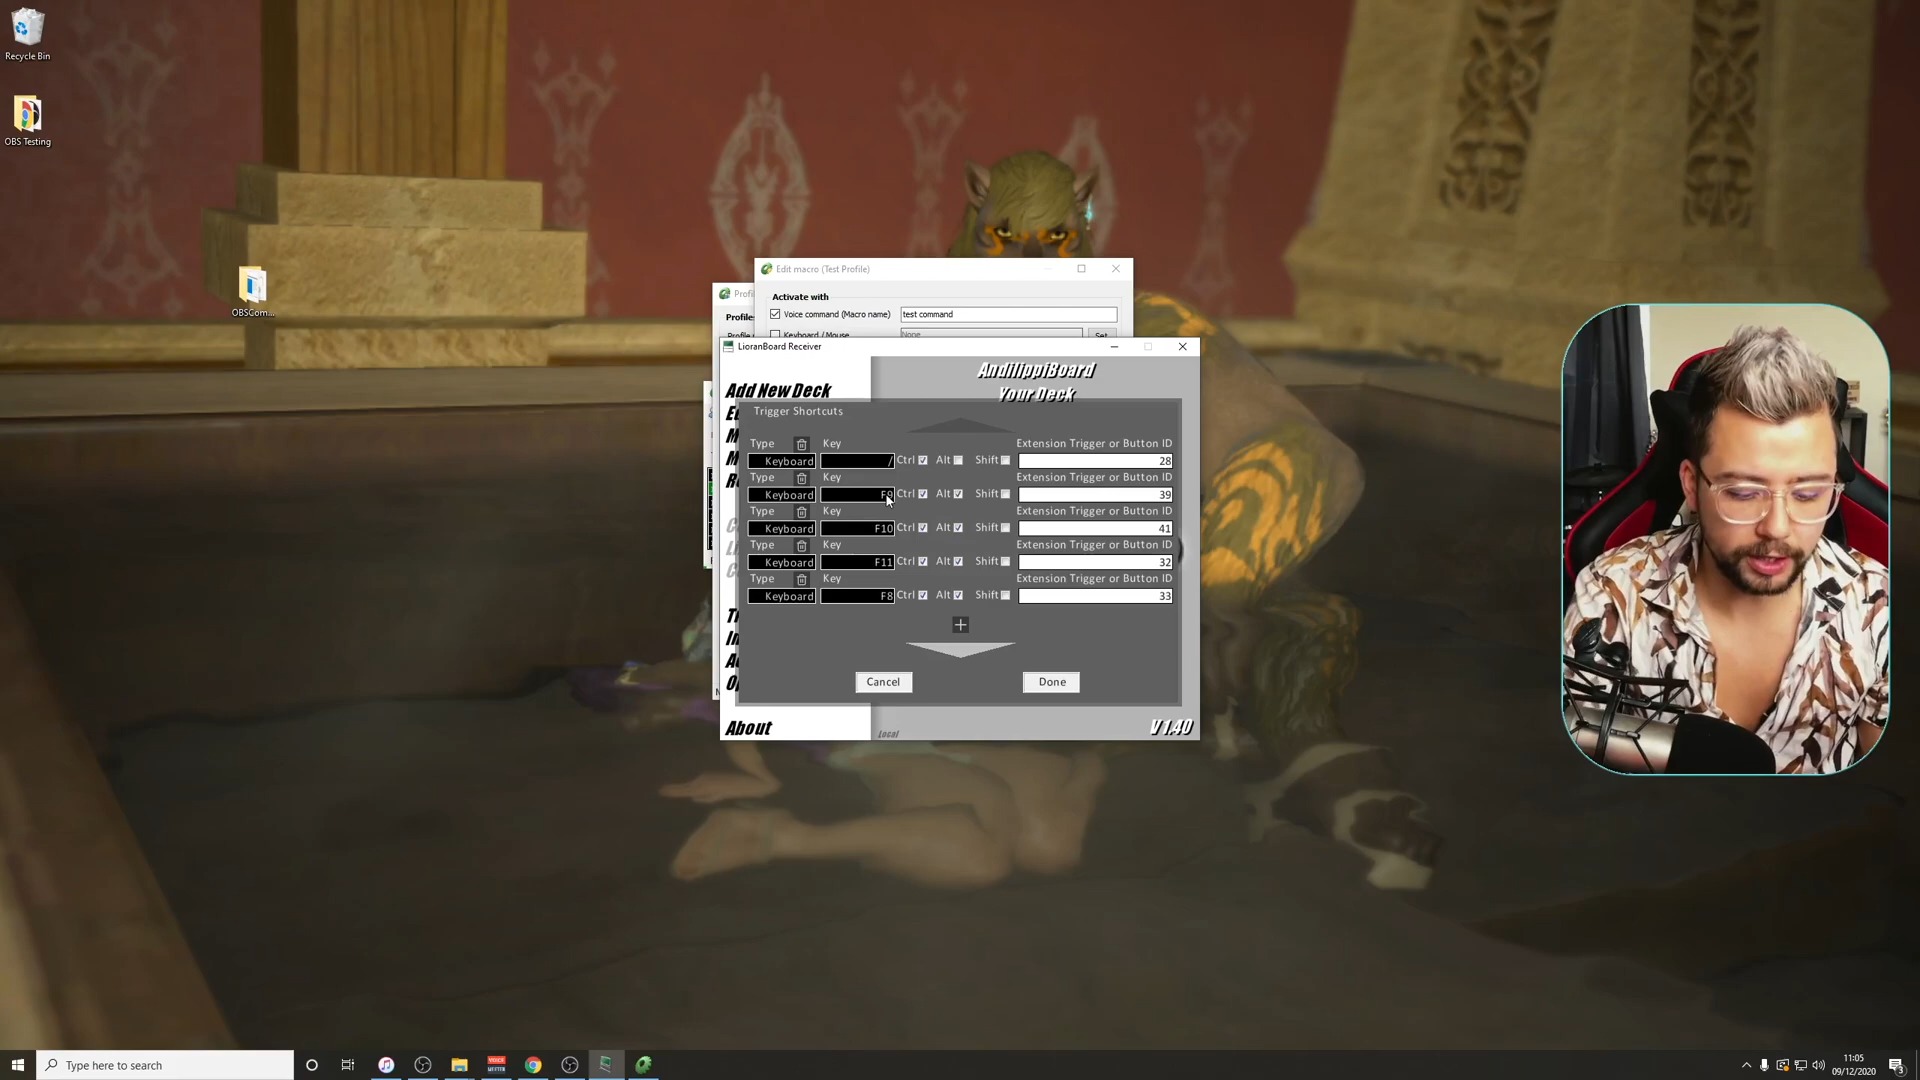 Recycle Bin
OBS Testing
OBSCom...
Edit macro (Test Profile)
Activate with
Voice command (Macro name)
test command
Keyboard / Mouse
None
Set
Profile
LioranBoard Receiver
Add New Deck
AndilippiBoard
Your Deck
Trigger Shortcuts
Type Key Extension Trigger or Button ID
Keyboard / Ctrl Alt Shift 28
Type Key Extension Trigger or Button ID
Keyboard F9 Ctrl Alt Shift 39
Type Key Extension Trigger or Button ID
Keyboard F10 Ctrl Alt Shift 41
Type Key Extension Trigger or Button ID
Keyboard F11 Ctrl Alt Shift 32
Type Key Extension Trigger or Button ID
Keyboard F8 Ctrl Alt Shift 33
+
Cancel Done
About
Local
V 1.40
Type here to search
VOICE
11:05
09/12/2020
3